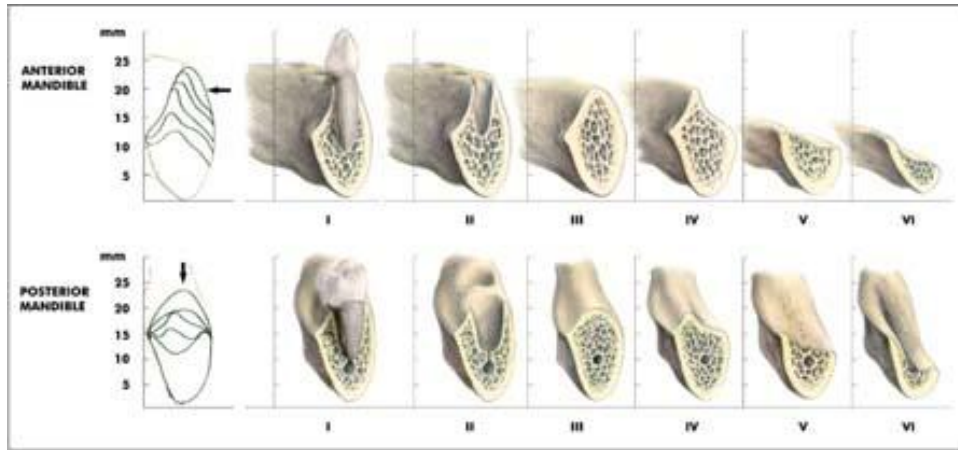 mm
ANTERIOR
MANDIBLE
25
20
15
10
5
I II III IV V VI
mm
POSTERIOR
MANDIBLE
25
20
15
10
5
I II III IV V VI